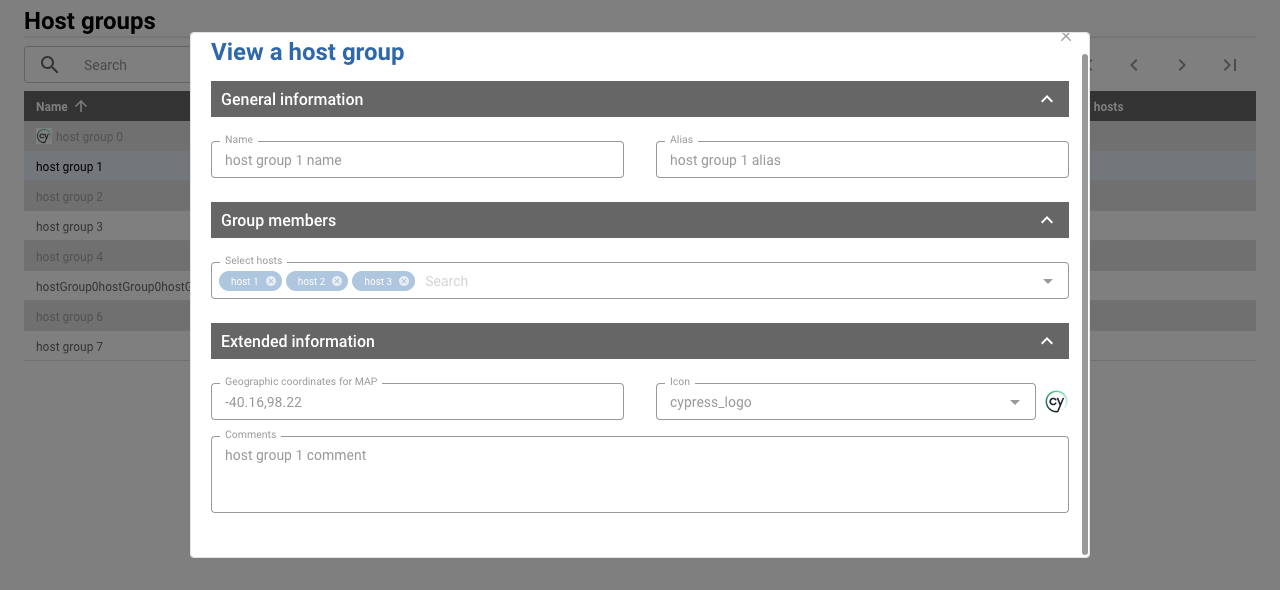 Host groups
View a host group
Search
General information
Name
hosts
host group 0
Name
Alias
host group 1
host group 1 name
host group 1 alias
host group 2
Group members
host group 3
host group 4
Select hosts
host 1
host 2
host 3
Search
hostGroup0hostGroup0hostG
host group 6
Extended information
host group 7
Geographic coordinates for MAP
Icon
-40.16,98.22
cypress_logo
cy
Comments
host group 1 comment